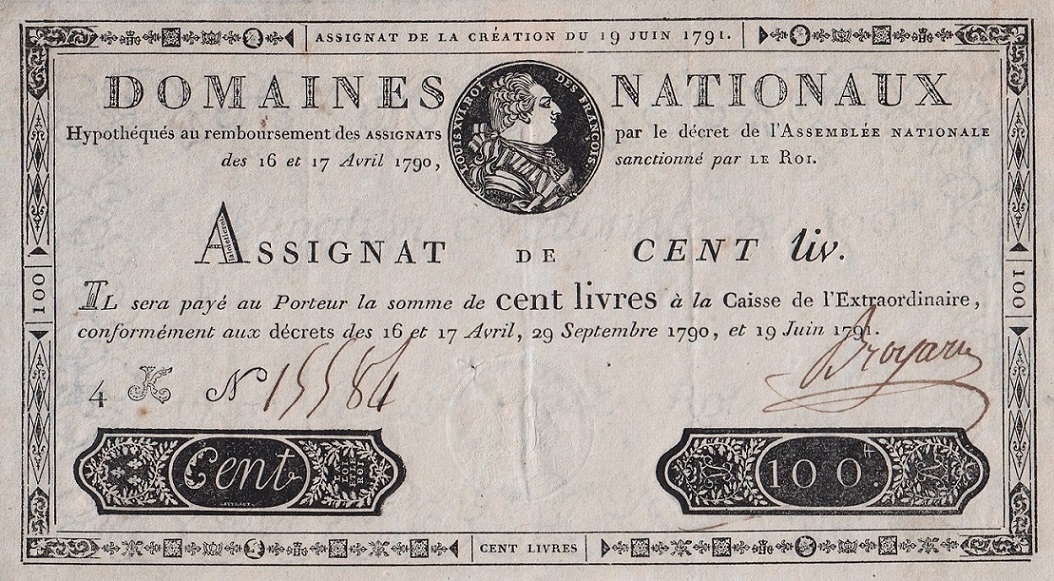 ASSIGNAT DE LA CRÉATION DU 19 JUIN 1791.
DOMAINES NATIONAUX
LOUIS XVI ROI DES FRANÇOIS.
Hypothéqués au remboursement des ASSIGNATS par le décret de l'ASSEMBLÉE NATIONALE
des 16 et 17 Avril 1790, sanctionné par LE ROI.
ASSIGNAT DE CENT liv.
IL sera payé au Porteur la somme de cent livres à la Caisse de l'Extraordinaire,
conformément aux décrets des 16 et 17 Avril, 29 Septembre 1790, et 19 Juin 1791.
100
100
4 K N 15584
Cent
LA LOI ET LE ROI
100
CENT LIVRES